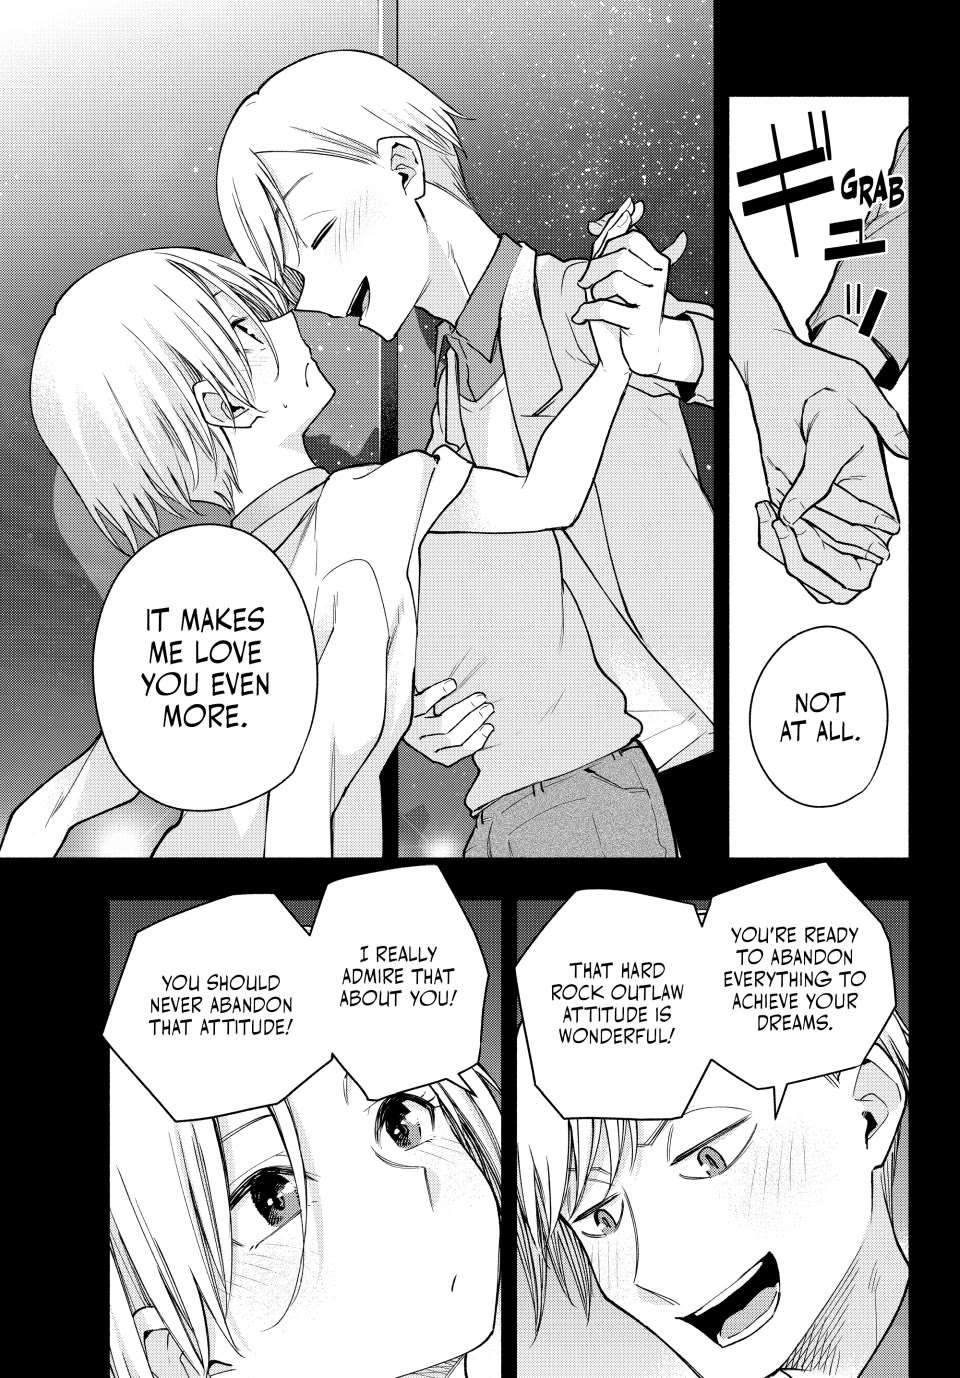 ギュ
GRAB
NOT
AT ALL.
IT MAKES
ME LOVE
YOU EVEN
MORE.
YOU'RE READY
TO ABANDON
EVERYTHING TO
ACHIEVE YOUR
DREAMS.
THAT HARD
ROCK OUTLAW
ATTITUDE IS
WONDERFUL!
I REALLY
ADMIRE THAT
ABOUT YOU!
YOU SHOULD
NEVER ABANDON
THAT ATTITUDE!